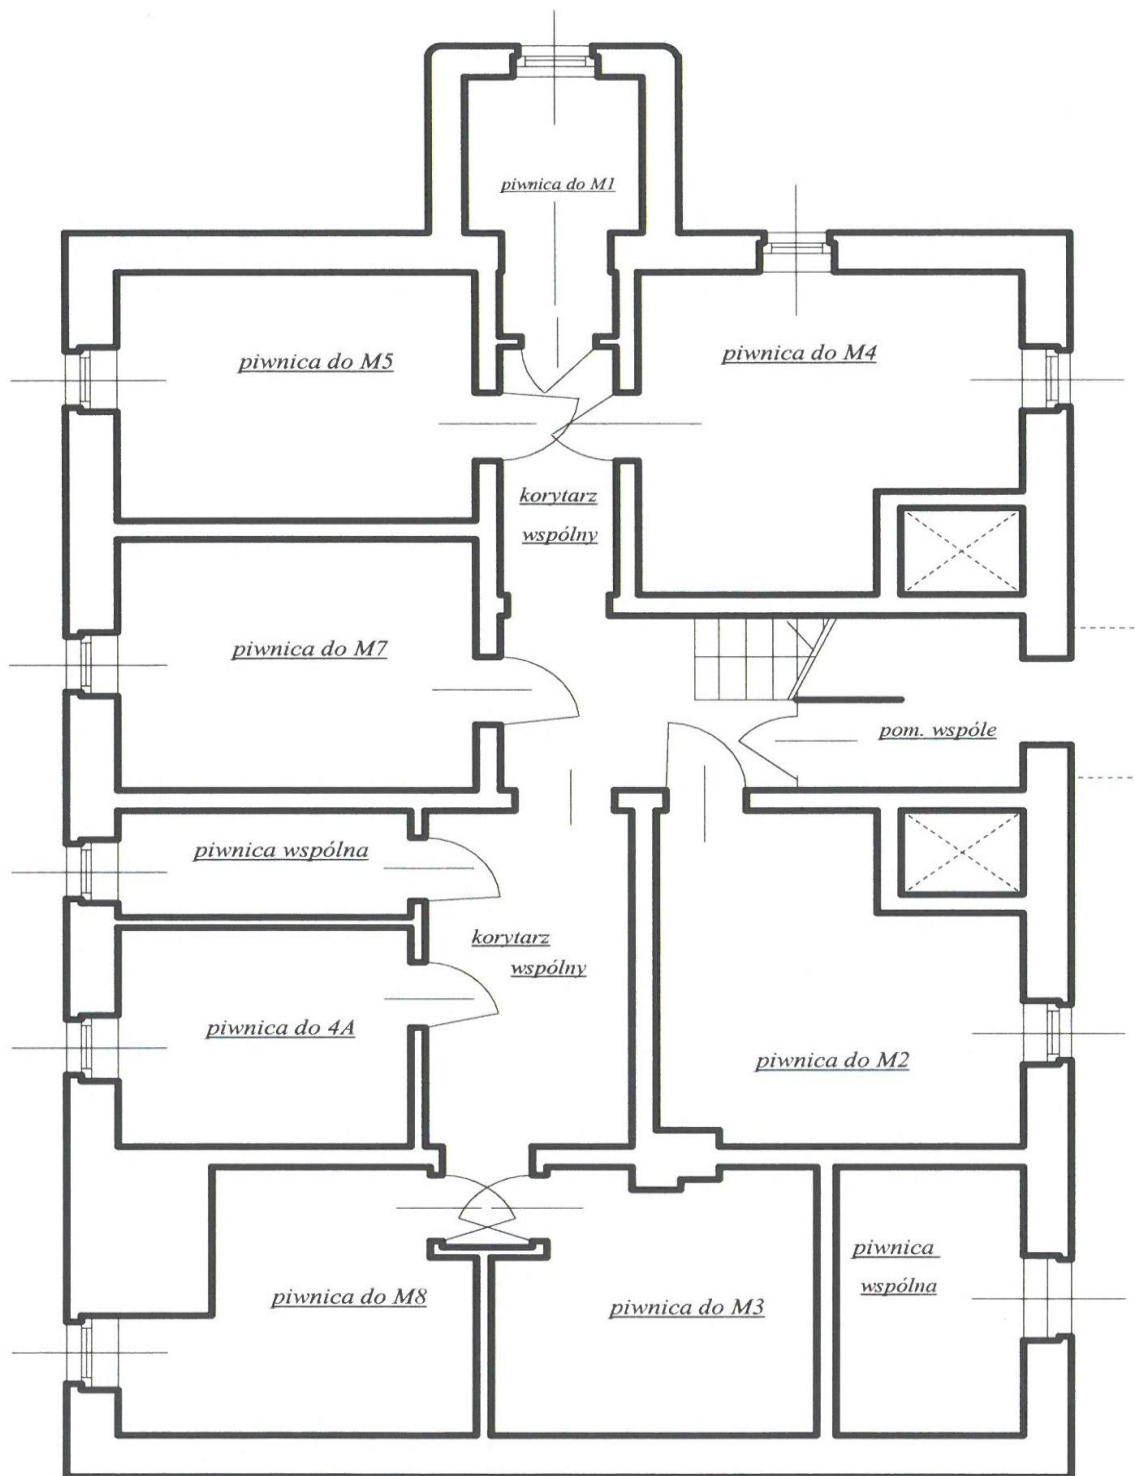 piwnica do M1
piwnica do M5
piwnica do M4
korytarz
wspólny
piwnica do M7
pom. wspóle
piwnica wspólna
korytarz
wspólny
piwnica do 4A
piwnica do M2
piwnica
wspólna
piwnica do M8
piwnica do M3